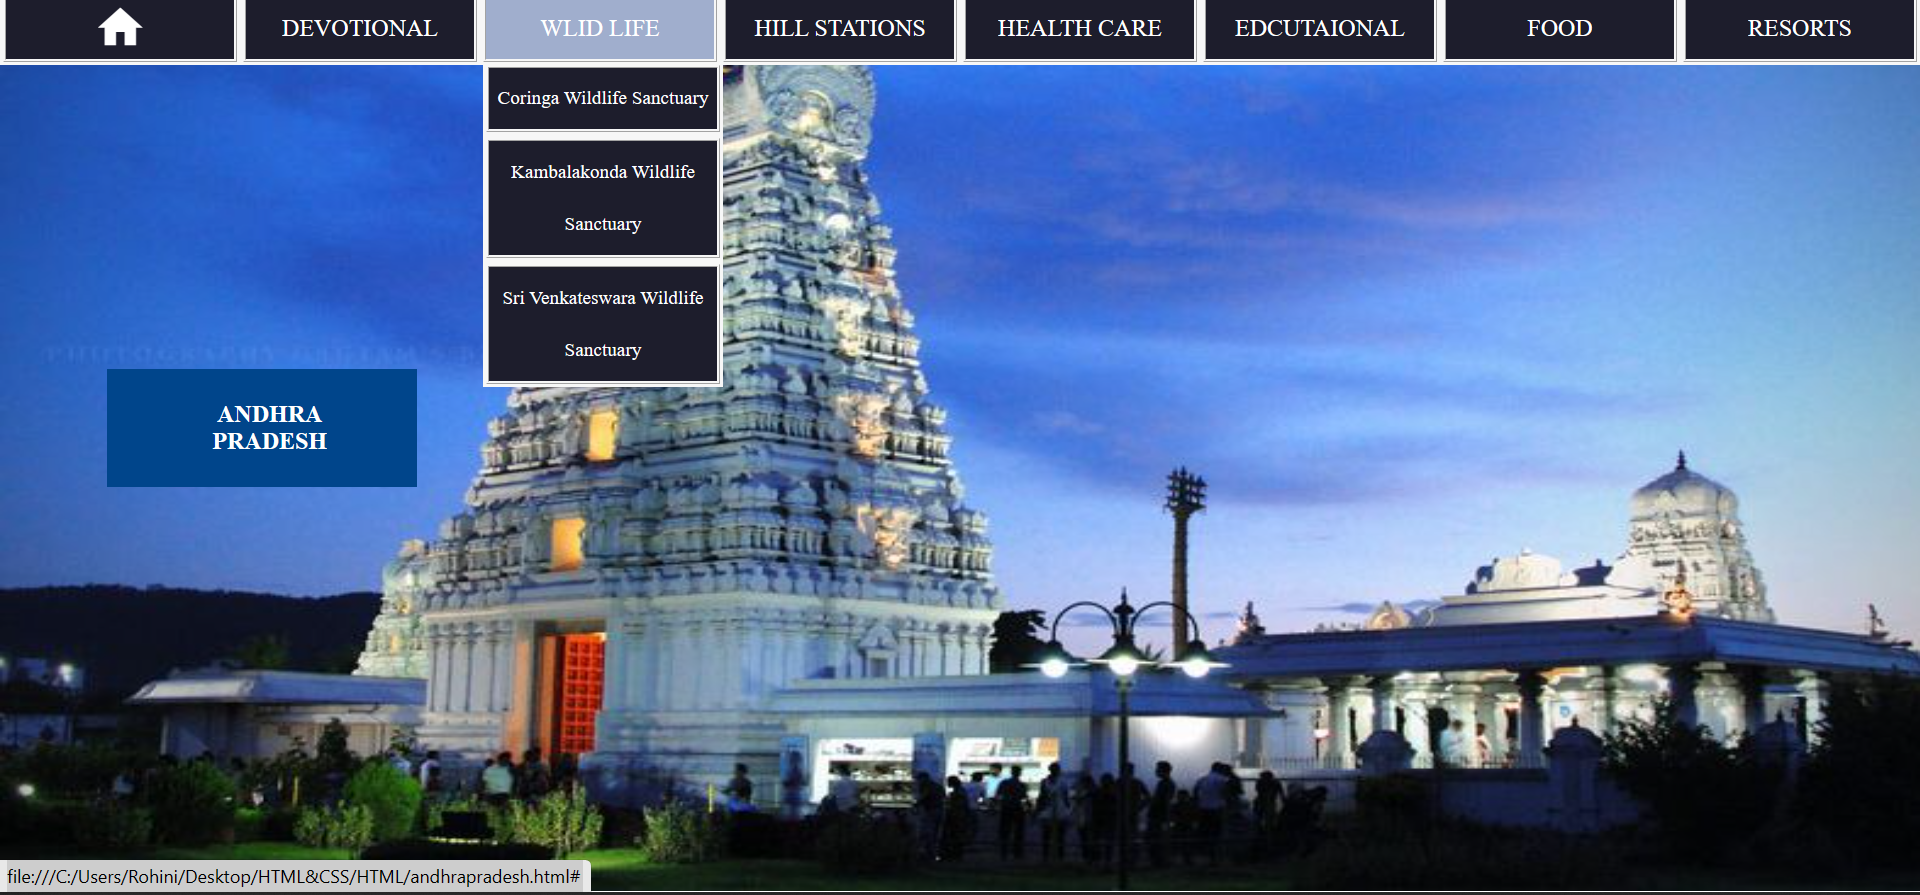 DEVOTIONAL
WLID LIFE
HILL STATIONS
HEALTH CARE
EDCUTAIONAL
FOOD
RESORTS
Coringa Wildlife Sanctuary
Kambalakonda Wildlife
Sanctuary
Sri Venkateswara Wildlife
Sanctuary
PHOTOGRAPHY
ANDHRA
PRADESH
file:///C:/Users/Rohini/Desktop/HTML&CSS/HTML/andhrapradesh.html#